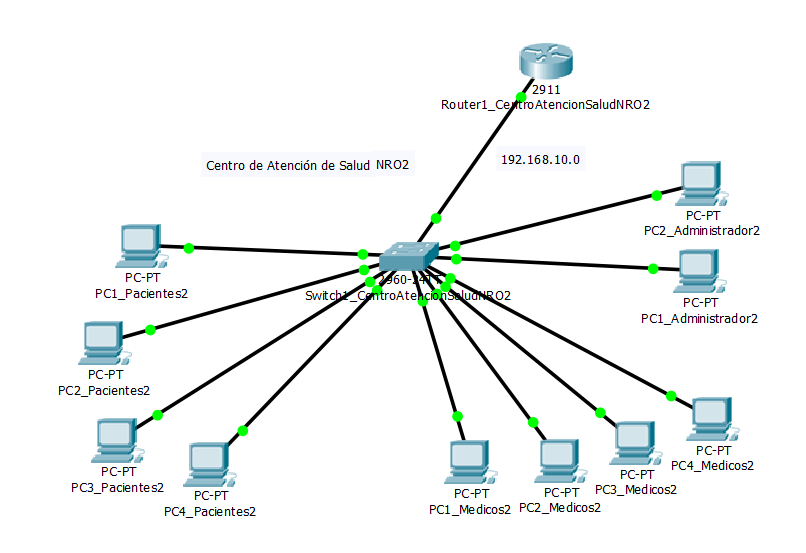 2911
Router1_CentroAtencionSaludNRO2
Centro de Atención de Salud NRO2
192.168.10.0
PC-PT
PC2_Administrador2
PC-PT
PC1_Pacientes2
2960-24TT
Switch1_CentroAtencionSaludNRO2
PC-PT
PC1_Administrador2
PC-PT
PC2_Pacientes2
PC-PT
PC3_Pacientes2
PC-PT
PC4_Pacientes2
PC-PT
PC1_Medicos2
PC-PT
PC2_Medicos2
PC-PT
PC3_Medicos2
PC-PT
PC4_Medicos2